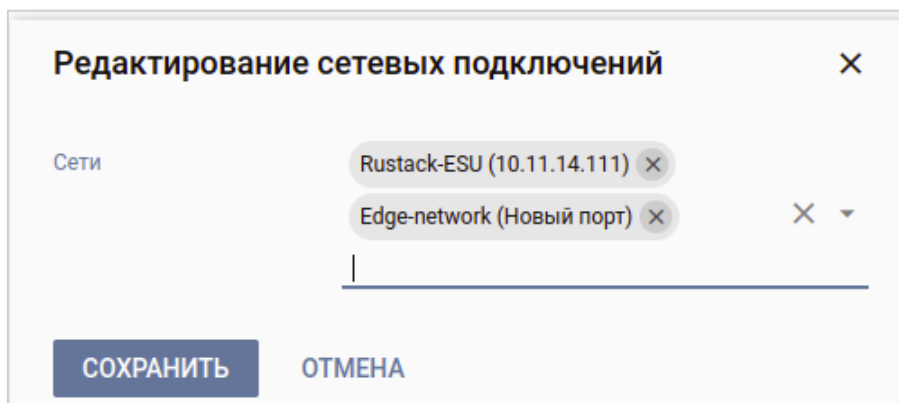 Редактирование сетевых подключений
Сети
Rustack-ESU (10.11.14.111)
Edge-network (Новый порт)
СОХРАНИТЬ ОТМЕНА